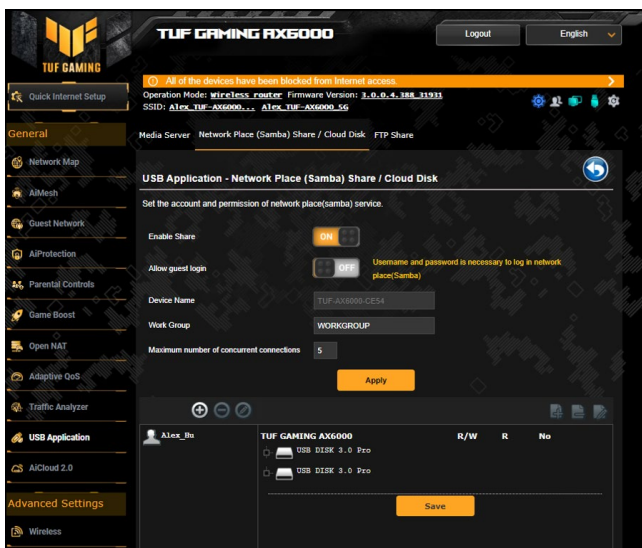 TUF GAMING
TUF GAMING AX6000
Logout
English
All of the devices have been blocked from Internet access.
Quick Internet Setup
Operation Mode: Wireless router Firmware Version: 3.0.0.4.388_31931
SSID: Alex_TUF-AX6000... Alex_TUF-AX6000_5G
General
Media Server Network Place (Samba) Share / Cloud Disk FTP Share
Network Map
AiMesh
Guest Network
AiProtection
Parental Controls
Game Boost
Open NAT
Adaptive QoS
Traffic Analyzer
USB Application
AiCloud 2.0
Advanced Settings
Wireless
USB Application - Network Place (Samba) Share / Cloud Disk
Set the account and permission of network place(samba) service.
Enable Share
ON
Allow guest login
OFF
Username and password is necessary to log in network
place(Samba)
Device Name
TUF-AX6000-CE54
Work Group
WORKGROUP
Maximum number of concurrent connections
5
Apply
Alex_Hu
TUF GAMING AX6000 R/W R No
USB DISK 3.0 Pro
USB DISK 3.0 Pro
Save